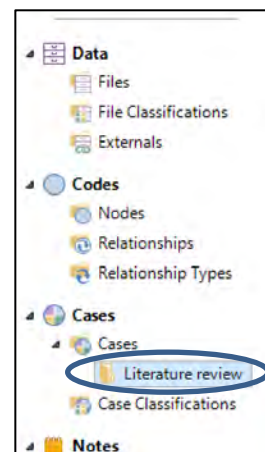 Data
Files
File Classifications
Externals
Codes
Nodes
Relationships
Relationship Types
Cases
Cases
Literature review
Case Classifications
Notes